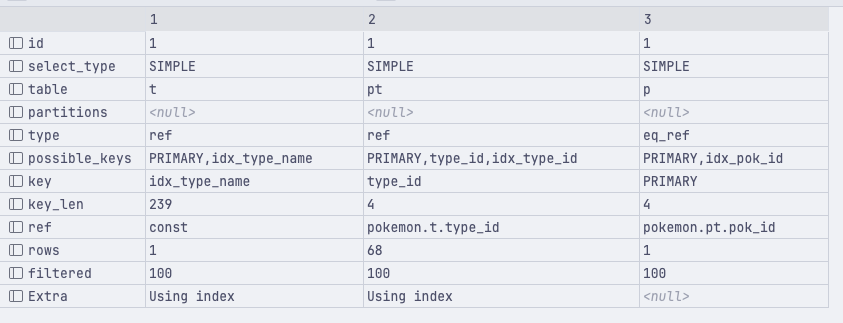 1 2 3
id 1 1 1
select_type SIMPLE SIMPLE SIMPLE
table t pt p
partitions <null> <null> <null>
type ref ref eq_ref
possible_keys PRIMARY,idx_type_name PRIMARY,type_id,idx_type_id PRIMARY,idx_pok_id
key idx_type_name type_id PRIMARY
key_len 239 4 4
ref const pokemon.t.type_id pokemon.pt.pok_id
rows 1 68 1
filtered 100 100 100
Extra Using index Using index <null>